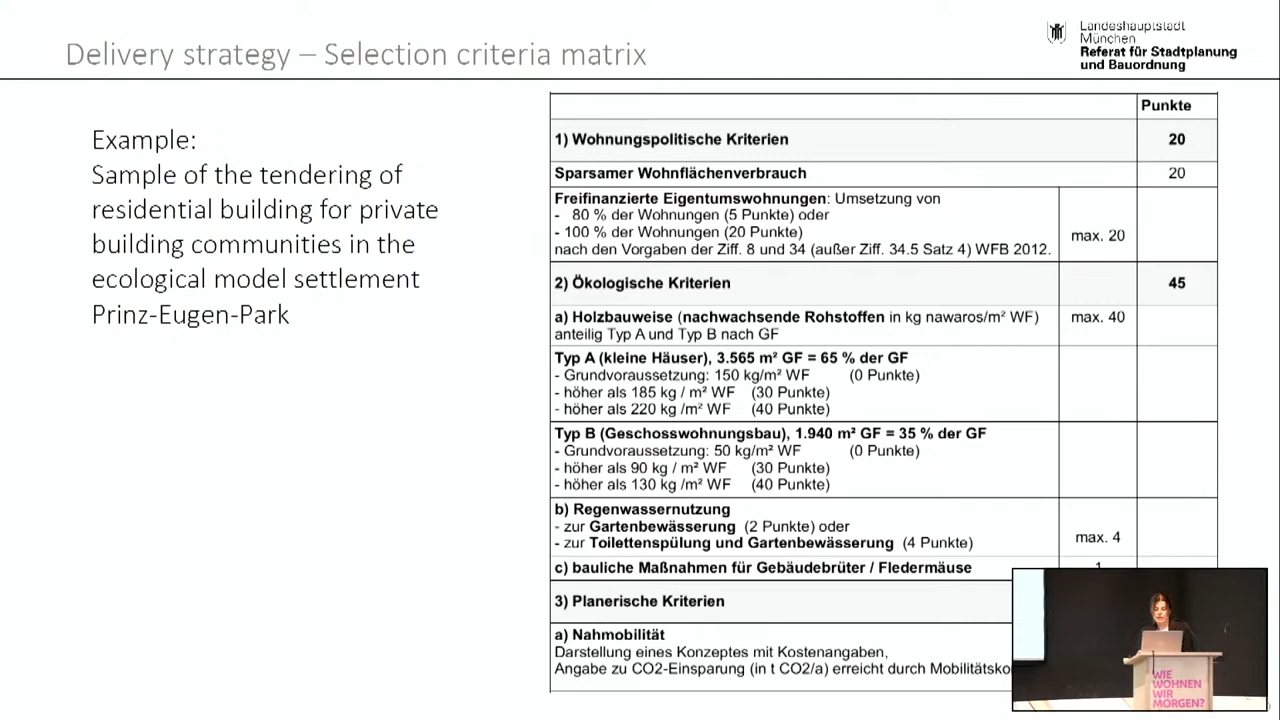 Delivery strategy – Selection criteria matrix
Landeshauptstadt
München
Referat für Stadtplanung
und Bauordnung
Example:
Sample of the tendering of
residential building for private
building communities in the
ecological model settlement
Prinz-Eugen-Park
Punkte
1) Wohnungspolitische Kriterien 20
Sparsamer Wohnflächenverbrauch 20
Freifinanzierte Eigentumswohnungen: Umsetzung von
- 80 % der Wohnungen (5 Punkte) oder
- 100 % der Wohnungen (20 Punkte)
nach den Vorgaben der Ziff. 8 und 34 (außer Ziff. 34.5 Satz 4) WFB 2012.
max. 20
2) Ökologische Kriterien 45
a) Holzbauweise (nachwachsende Rohstoffen in kg nawaros/m² WF) max. 40
anteilig Typ A und Typ B nach GF
Typ A (kleine Häuser), 3.565 m² GF = 65 % der GF
- Grundvoraussetzung: 150 kg/m² WF (0 Punkte)
- höher als 185 kg / m² WF (30 Punkte)
- höher als 220 kg /m² WF (40 Punkte)
Typ B (Geschosswohnungsbau), 1.940 m² GF = 35 % der GF
- Grundvoraussetzung: 50 kg/m² WF (0 Punkte)
- höher als 90 kg / m² WF (30 Punkte)
- höher als 130 kg /m² WF (40 Punkte)
b) Regenwassernutzung
- zur Gartenbewässerung (2 Punkte) oder
- zur Toilettenspülung und Gartenbewässerung (4 Punkte)
max. 4
c) bauliche Maßnahmen für Gebäudebrüter / Fledermäuse
3) Planerische Kriterien
a) Nahmobilität
Darstellung eines Konzeptes mit Kostenangaben,
Angabe zu CO2-Einsparung (in t CO2/a) erreicht durch
WIE
WOHNEN
WIR
MORGEN?